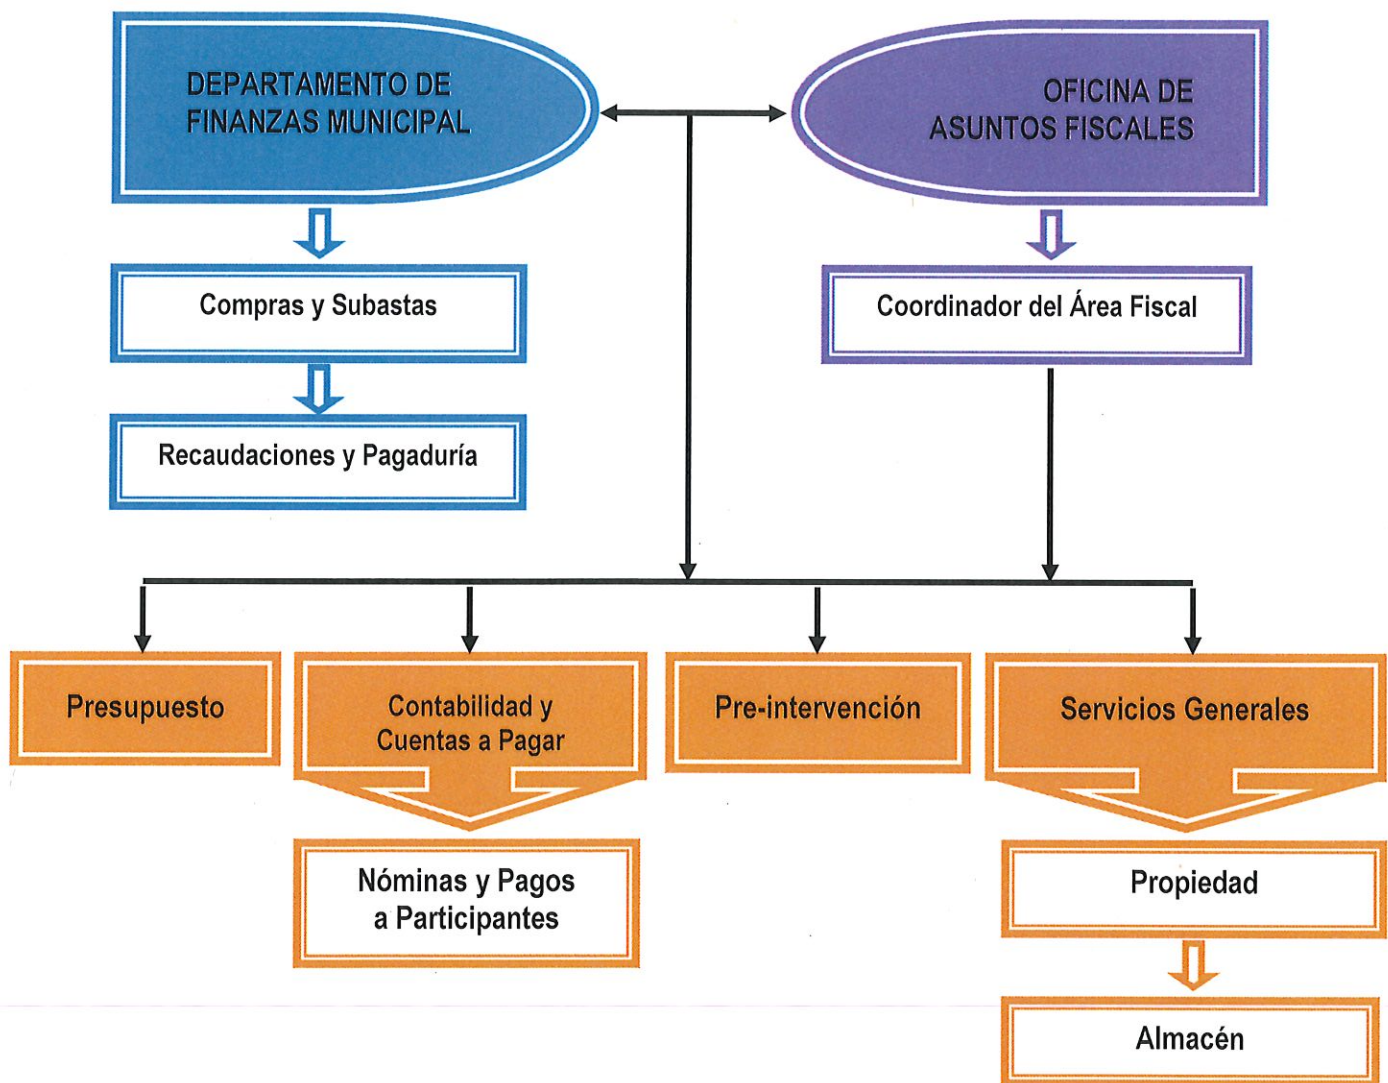 DEPARTAMENTO DE
FINANZAS MUNICIPAL
OFICINA DE
ASUNTOS FISCALES
Compras y Subastas
Coordinador del Área Fiscal
Recaudaciones y Pagaduría
Presupuesto
Contabilidad y
Cuentas a Pagar
Pre-intervención
Servicios Generales
Nóminas y Pagos
a Participantes
Propiedad
Almacén